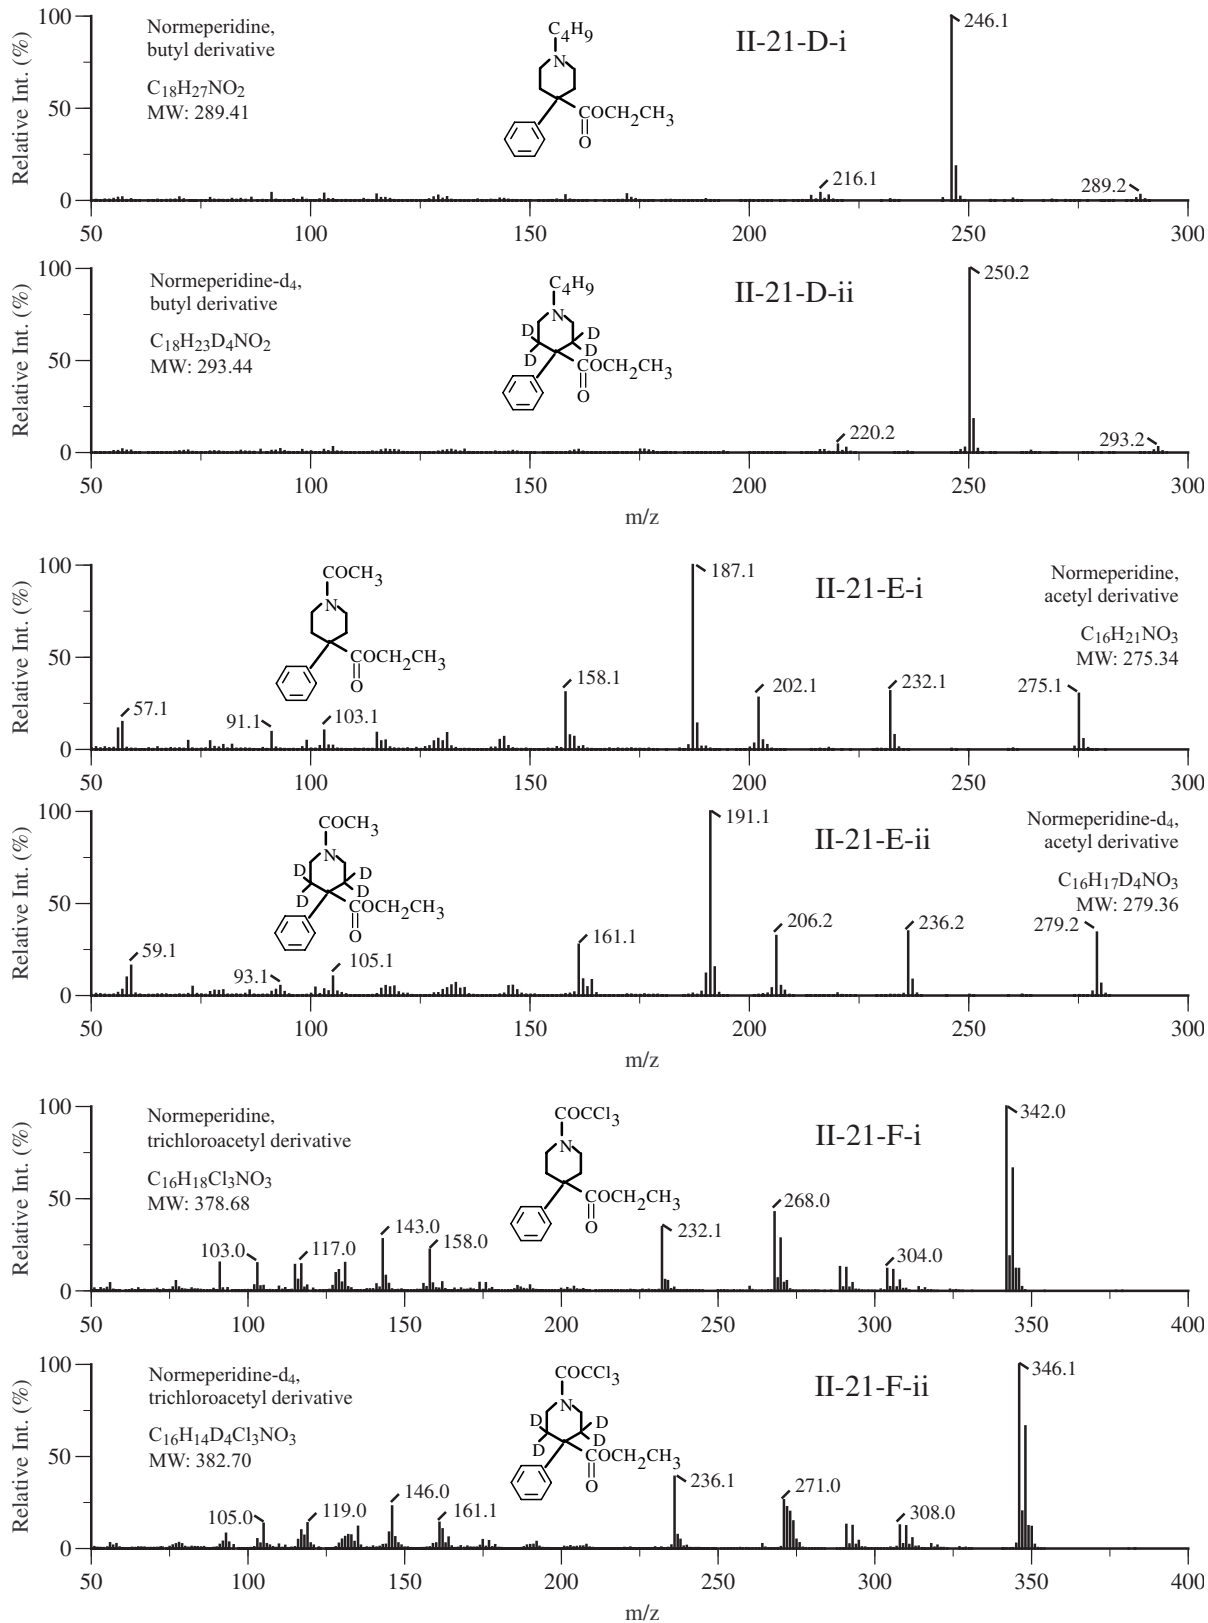 Relative Int. (%)
100
50
0
Normeperidine,
butyl derivative
C18H27NO2
MW: 289.41
C4H9
N
COCH2CH3
O
II-21-D-i
246.1
216.1
289.2
50 100 150 200 250 300
Relative Int. (%)
100
50
0
Normeperidine-d4,
butyl derivative
C18H23D4NO2
MW: 293.44
C4H9
N
D D
D D
COCH2CH3
O
II-21-D-ii
250.2
220.2
293.2
50 100 150 200 250 300
m/z
Relative Int. (%)
100
50
0
COCH3
N
COCH2CH3
O
II-21-E-i
Normeperidine,
acetyl derivative
C16H21NO3
MW: 275.34
57.1
91.1
103.1
158.1
187.1
202.1
232.1
275.1
50 100 150 200 250 300
Relative Int. (%)
100
50
0
COCH3
N
D D
D D
COCH2CH3
O
II-21-E-ii
Normeperidine-d4,
acetyl derivative
C16H17D4NO3
MW: 279.36
59.1
93.1
105.1
161.1
191.1
206.2
236.2
279.2
50 100 150 200 250 300
m/z
Relative Int. (%)
100
50
0
Normeperidine,
trichloroacetyl derivative
C16H18Cl3NO3
MW: 378.68
COCCl3
N
COCH2CH3
O
II-21-F-i
103.0
117.0
143.0
158.0
232.1
268.0
304.0
342.0
50 100 150 200 250 300 350 400
Relative Int. (%)
100
50
0
Normeperidine-d4,
trichloroacetyl derivative
C16H14D4Cl3NO3
MW: 382.70
COCCl3
N
D D
D D
COCH2CH3
O
II-21-F-ii
105.0
119.0
146.0
161.1
236.1
271.0
308.0
346.1
50 100 150 200 250 300 350 400
m/z